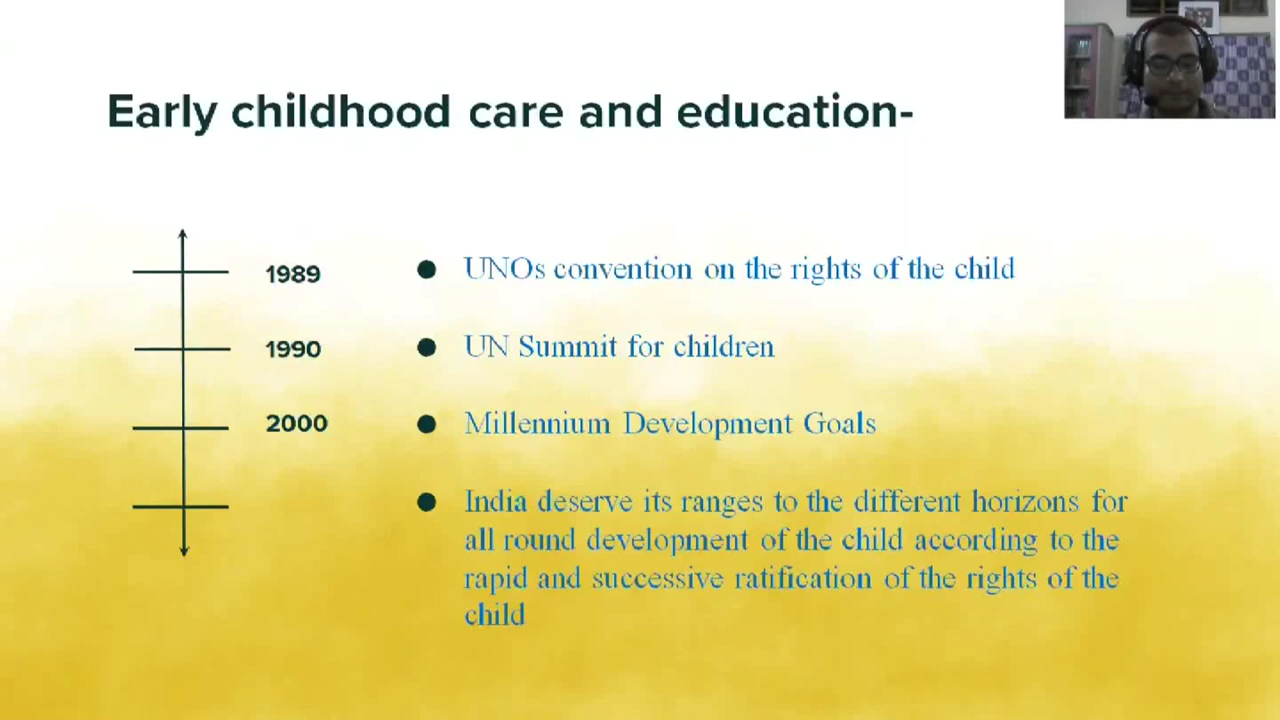 Early childhood care and education-
1989
UNOs convention on the rights of the child
1990
UN Summit for children
2000
Millennium Development Goals
India deserve its ranges to the different horizons for
all round development of the child according to the
rapid and successive ratification of the rights of the
child